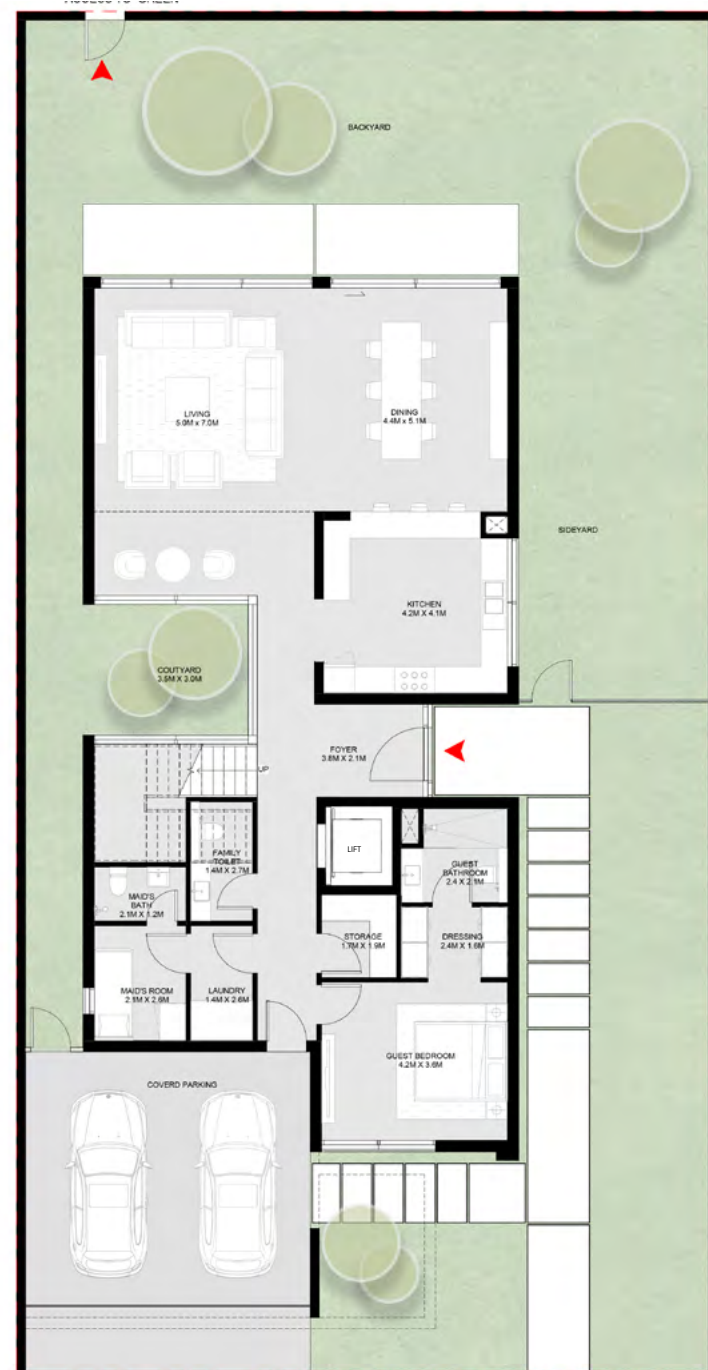 ACCESS TO GREEN
BACKYARD
LIVING
5.0M x 7.0M
DINING
4.4M x 5.1M
SIDEYARD
KITCHEN
4.2M X 4.1M
COUTYARD
3.5M X 3.0M
FOYER
3.8M X 2.1M
UP
LIFT
FAMILY
TOILET
1.4M X 2.7M
GUEST
BATHROOM
2.4 X 2.1M
MAID'S
BATH
2.1M X 1.2M
STORAGE
1.7M X 1.9M
DRESSING
2.4M X 1.6M
MAID'S ROOM
2.1M X 2.6M
LAUNDRY
1.4M X 2.6M
GUEST BEDROOM
4.2M X 3.6M
COVERD PARKING